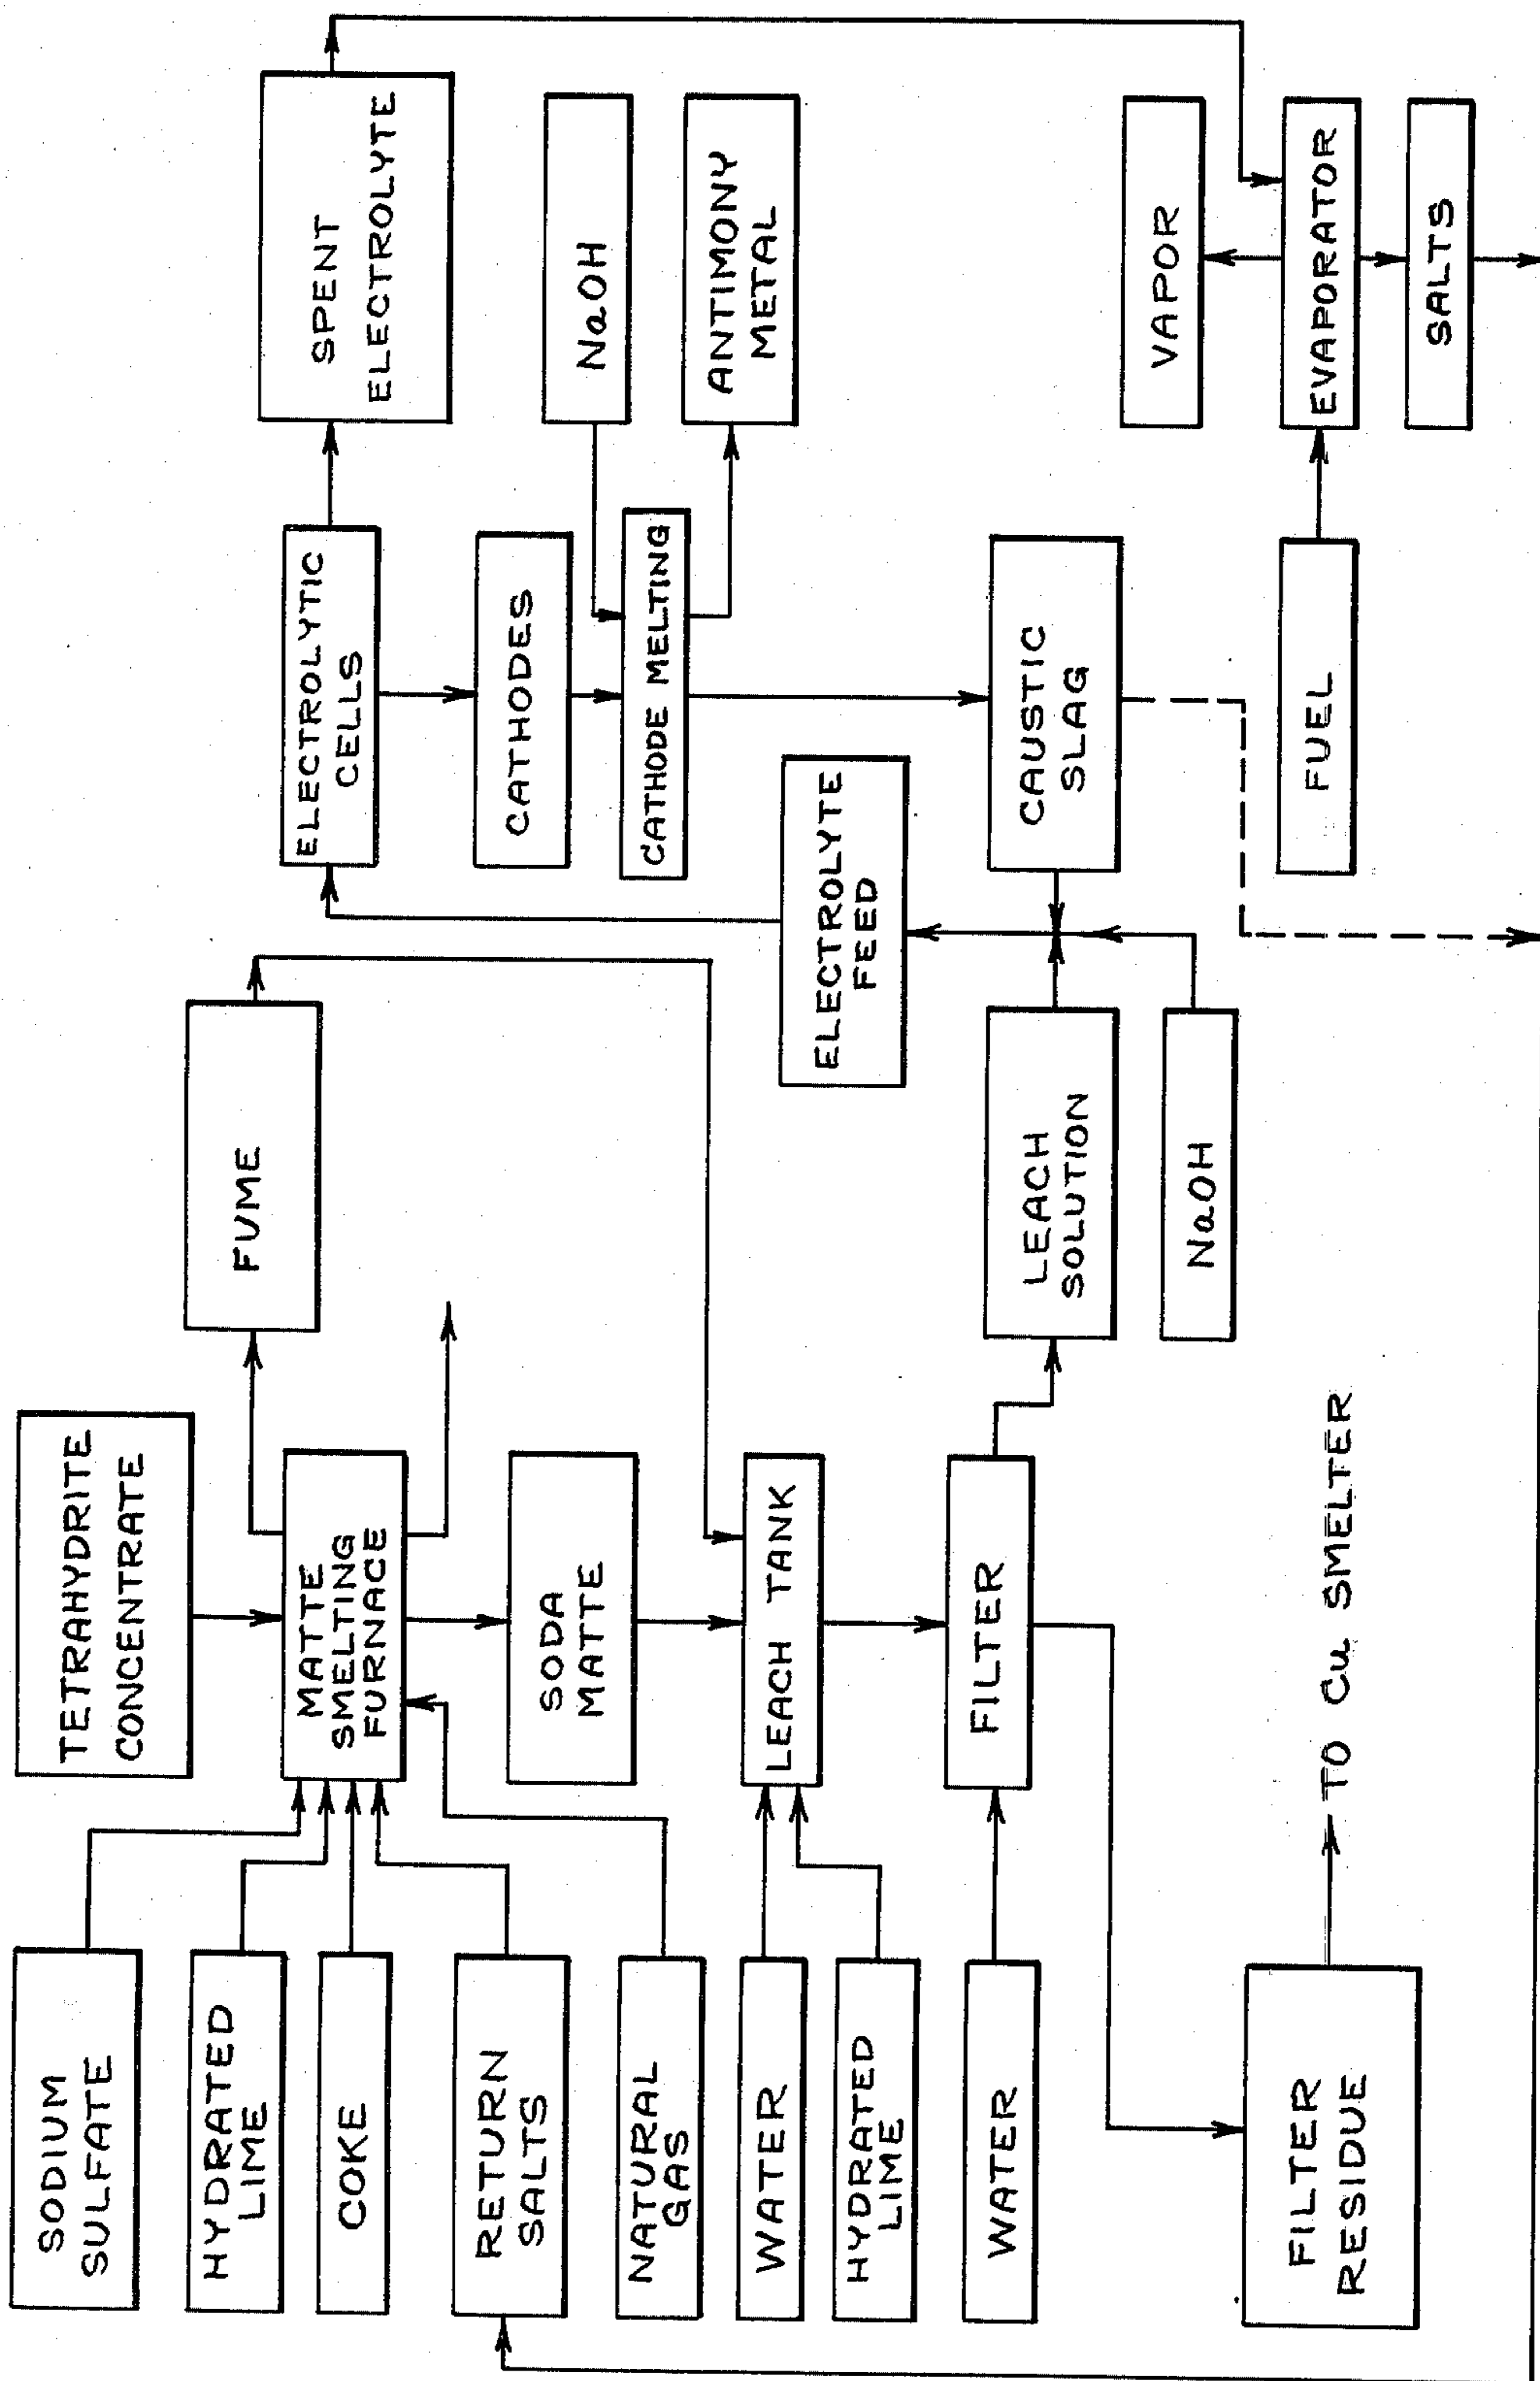 SODIUM
SULFATE
HYDRATED
LIME
COKE
RETURN
SALTS
NATURAL
GAS
WATER
HYDRATED
LIME
WATER
FILTER
RESIDUE
TO Cu SMELTER
TETRAHYDRITE
CONCENTRATE
MATTE
SMELTING
FURNACE
SODA
MATTE
LEACH TANK
FILTER
FUME
LEACH
SOLUTION
NaOH
ELECTROLYTE
FEED
ELECTROLYTIC
CELLS
CATHODES
CATHODE MELTING
CAUSTIC
SLAG
FUEL
SPENT
ELECTROLYTE
NaOH
ANTIMONY
METAL
VAPOR
EVAPORATOR
SALTS